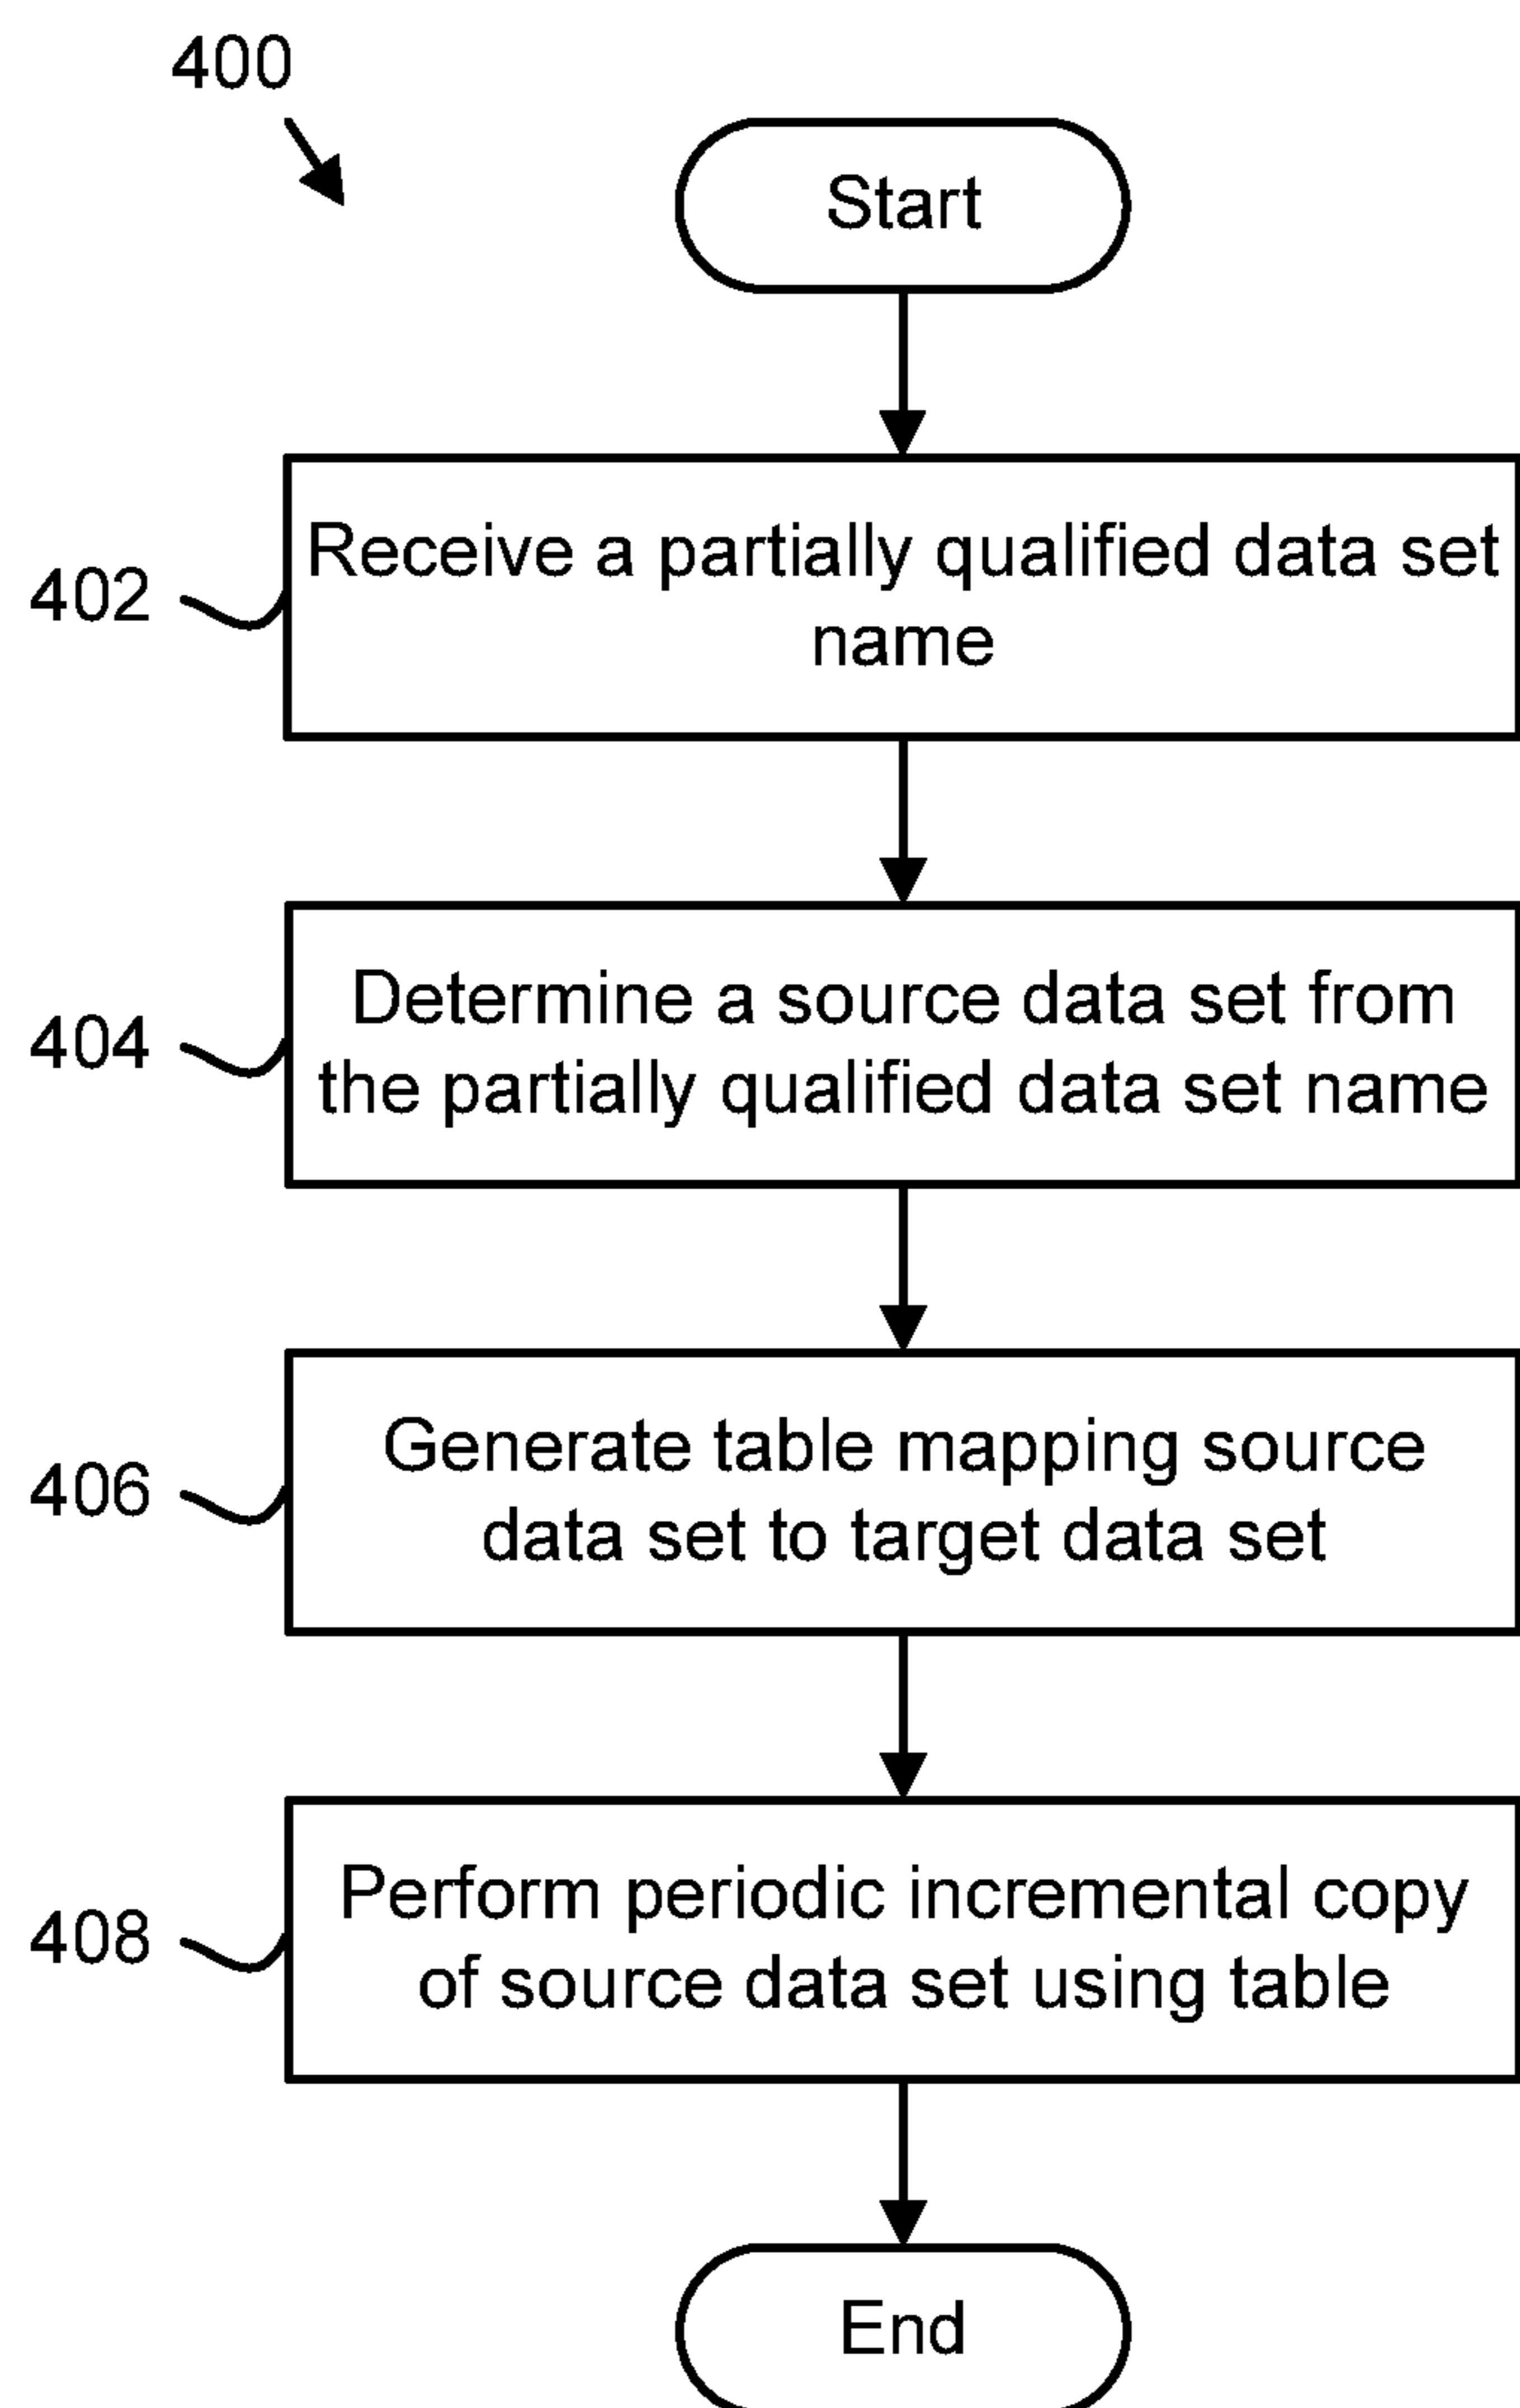 400
Start
402
Receive a partially qualified data set
name
404
Determine a source data set from
the partially qualified data set name
406
Generate table mapping source
data set to target data set
408
Perform periodic incremental copy
of source data set using table
End